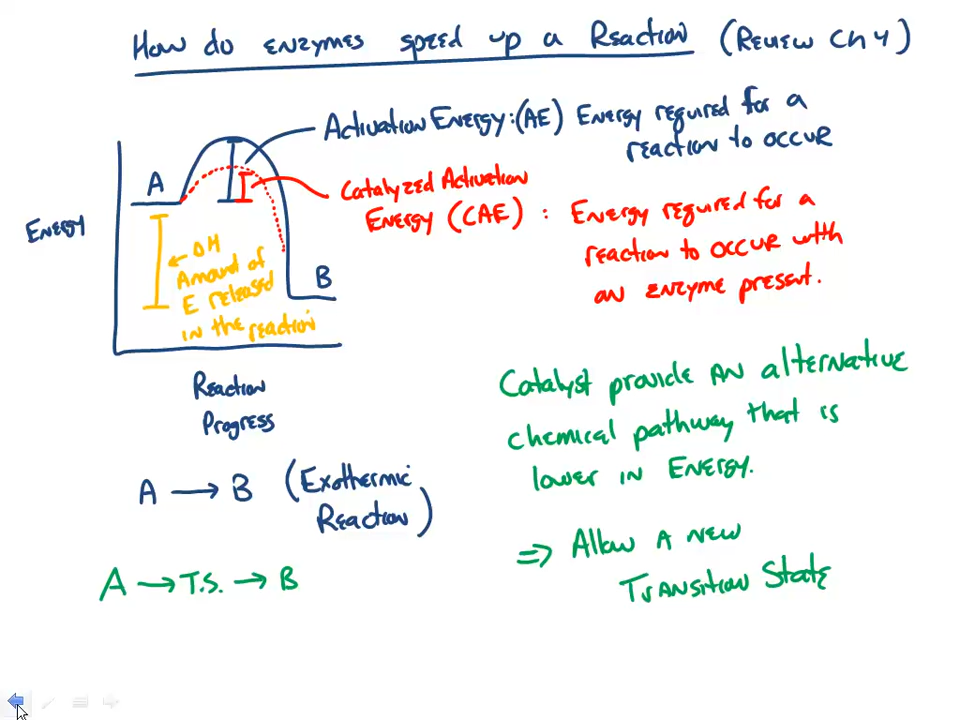 How do enzymes speed up a Reaction (Review Ch 4)
Activation Energy: (AE) Energy required for a
reaction to occur
A
Catalyzed Activation
Energy (CAE) : Energy required for a
reaction to occur with
an enzyme present.
Energy
ΔH
Amount of
E released
in the reaction
B
Reaction
Progress
Catalyst provide an alternative
chemical pathway that is
lower in Energy.
A → B (Exothermic
Reaction)
⇒ Allow a new
Transition State
A → T.S. → B